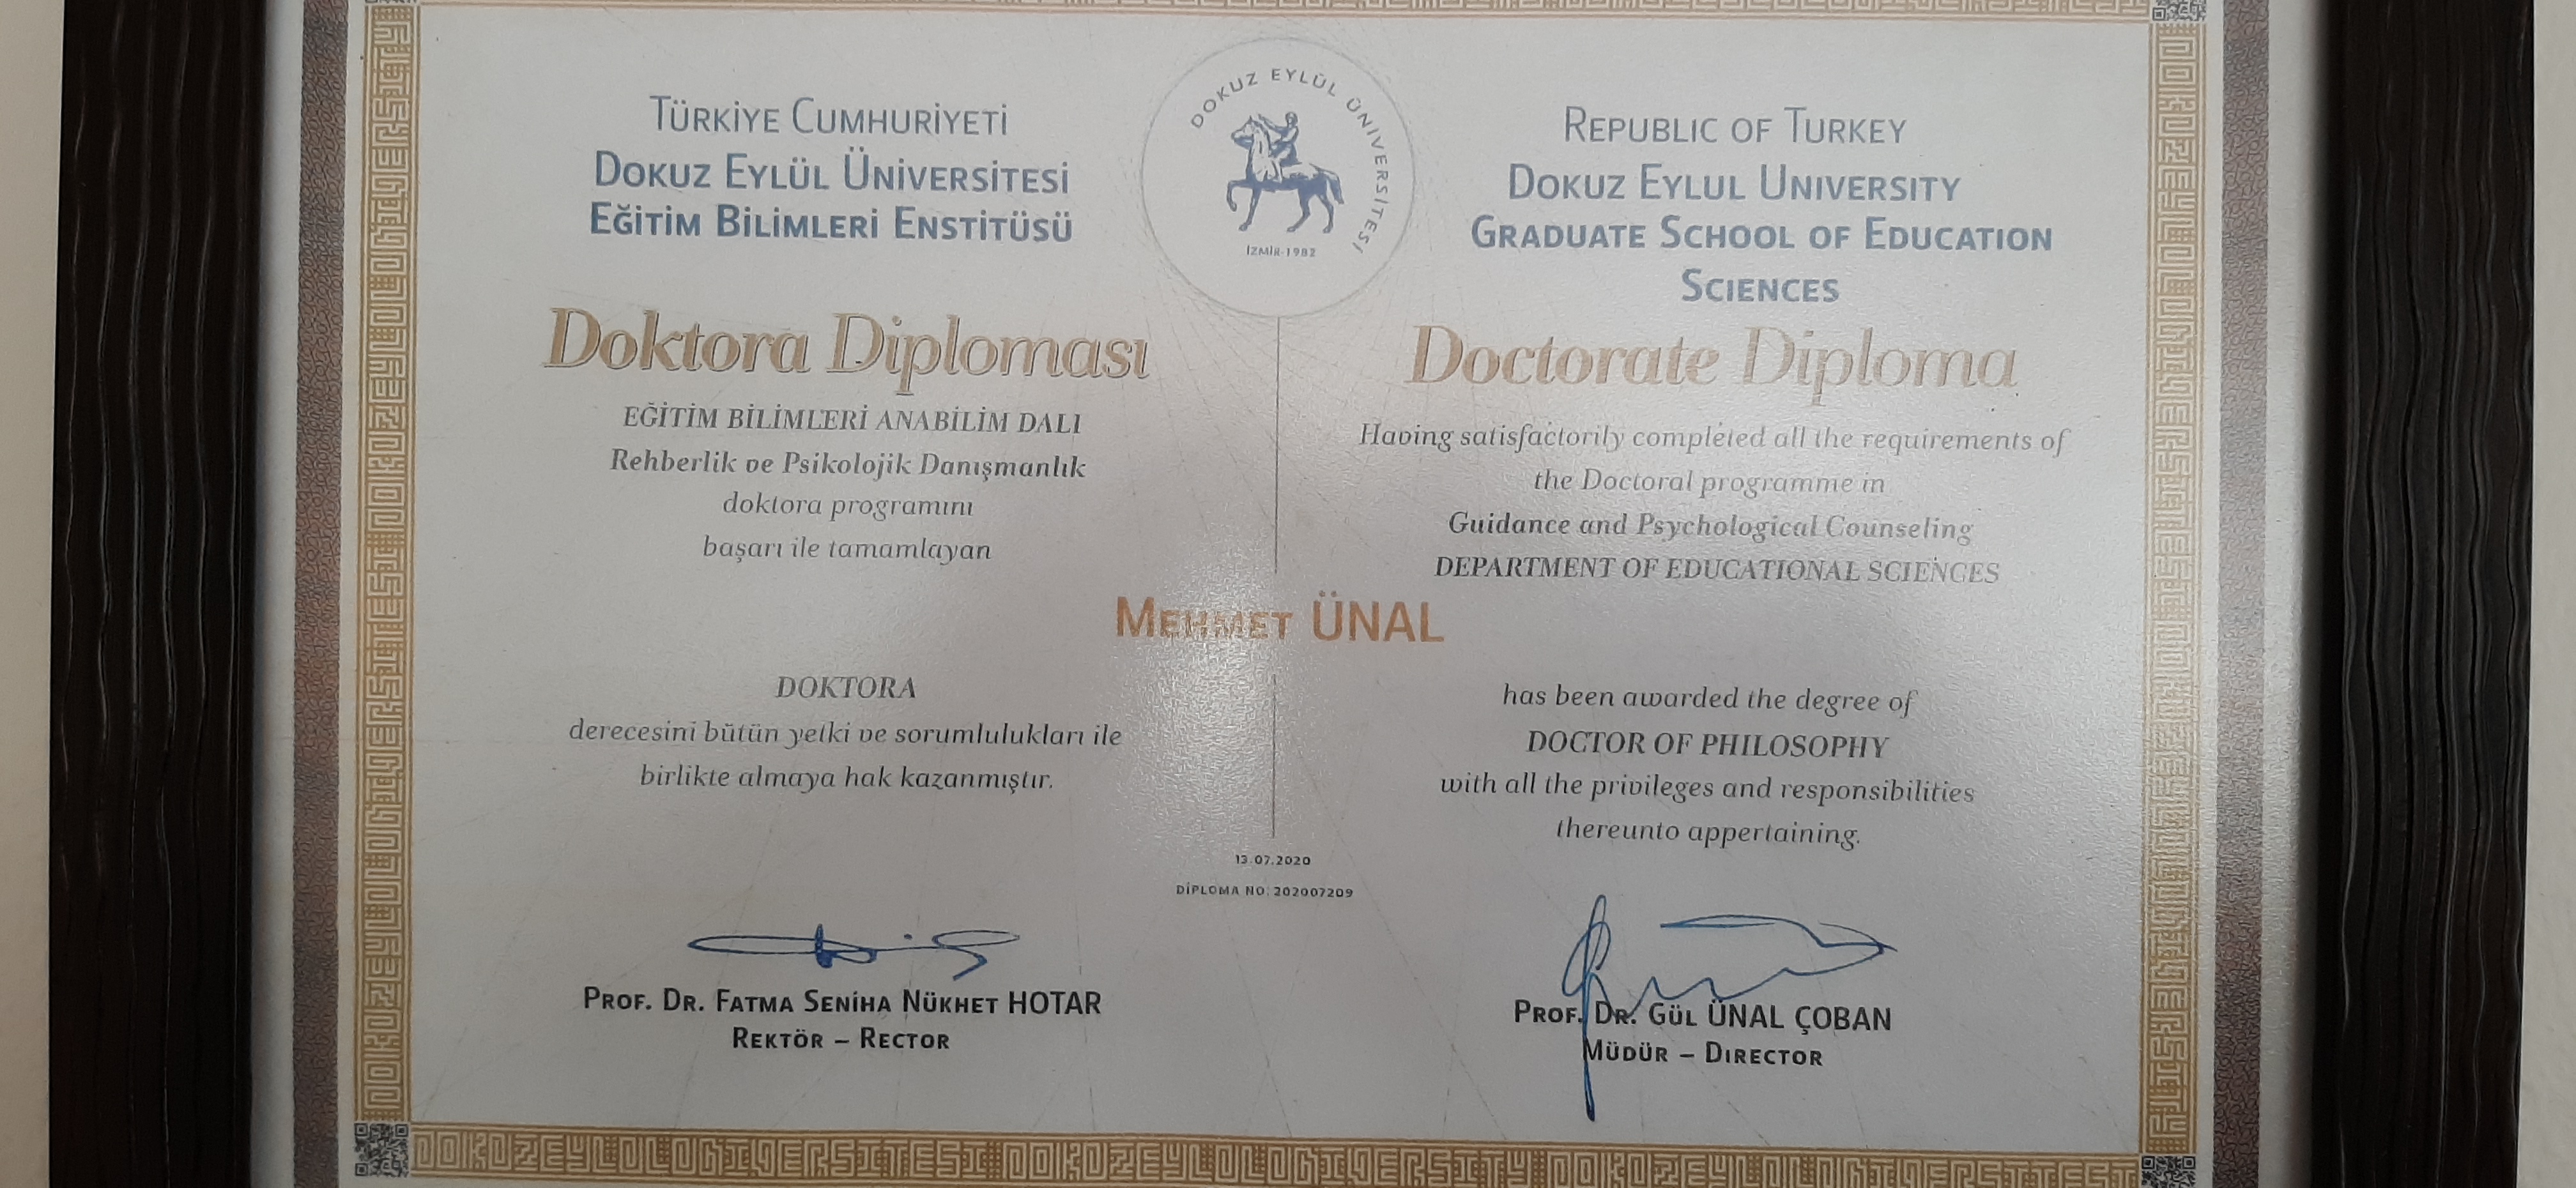 TÜRKİYE CUMHURİYETİ
DOKUZ EYLÜL ÜNİVERSİTESİ
EĞİTİM BİLİMLERİ ENSTİTÜSÜ
Doktora Diploması
EĞİTİM BİLİMLERİ ANABİLİM DALI
Rehberlik ve Psikolojik Danışmanlık
doktora programını
başarı ile tamamlayan
DOKUZ EYLÜL ÜNİVERSİTESİ
İZMİR-1982
REPUBLIC OF TURKEY
DOKUZ EYLUL UNIVERSITY
GRADUATE SCHOOL OF EDUCATION
SCIENCES
Doctorate Diploma
Having satisfactorily completed all the requirements of
the Doctoral programme in
Guidance and Psychological Counseling
DEPARTMENT OF EDUCATIONAL SCIENCES
MEHMET ÜNAL
DOKTORA
derecesini bütün yetki ve sorumlulukları ile
birlikte almaya hak kazanmıştır.
has been awarded the degree of
DOCTOR OF PHILOSOPHY
with all the privileges and responsibilities
thereunto appertaining.
13.07.2020
DİPLOMA NO: 202007209
PROF. DR. FATMA SENİHA NÜKHET HOTAR
REKTÖR – RECTOR
PROF. DR. GÜL ÜNAL ÇOBAN
MÜDÜR – DIRECTOR